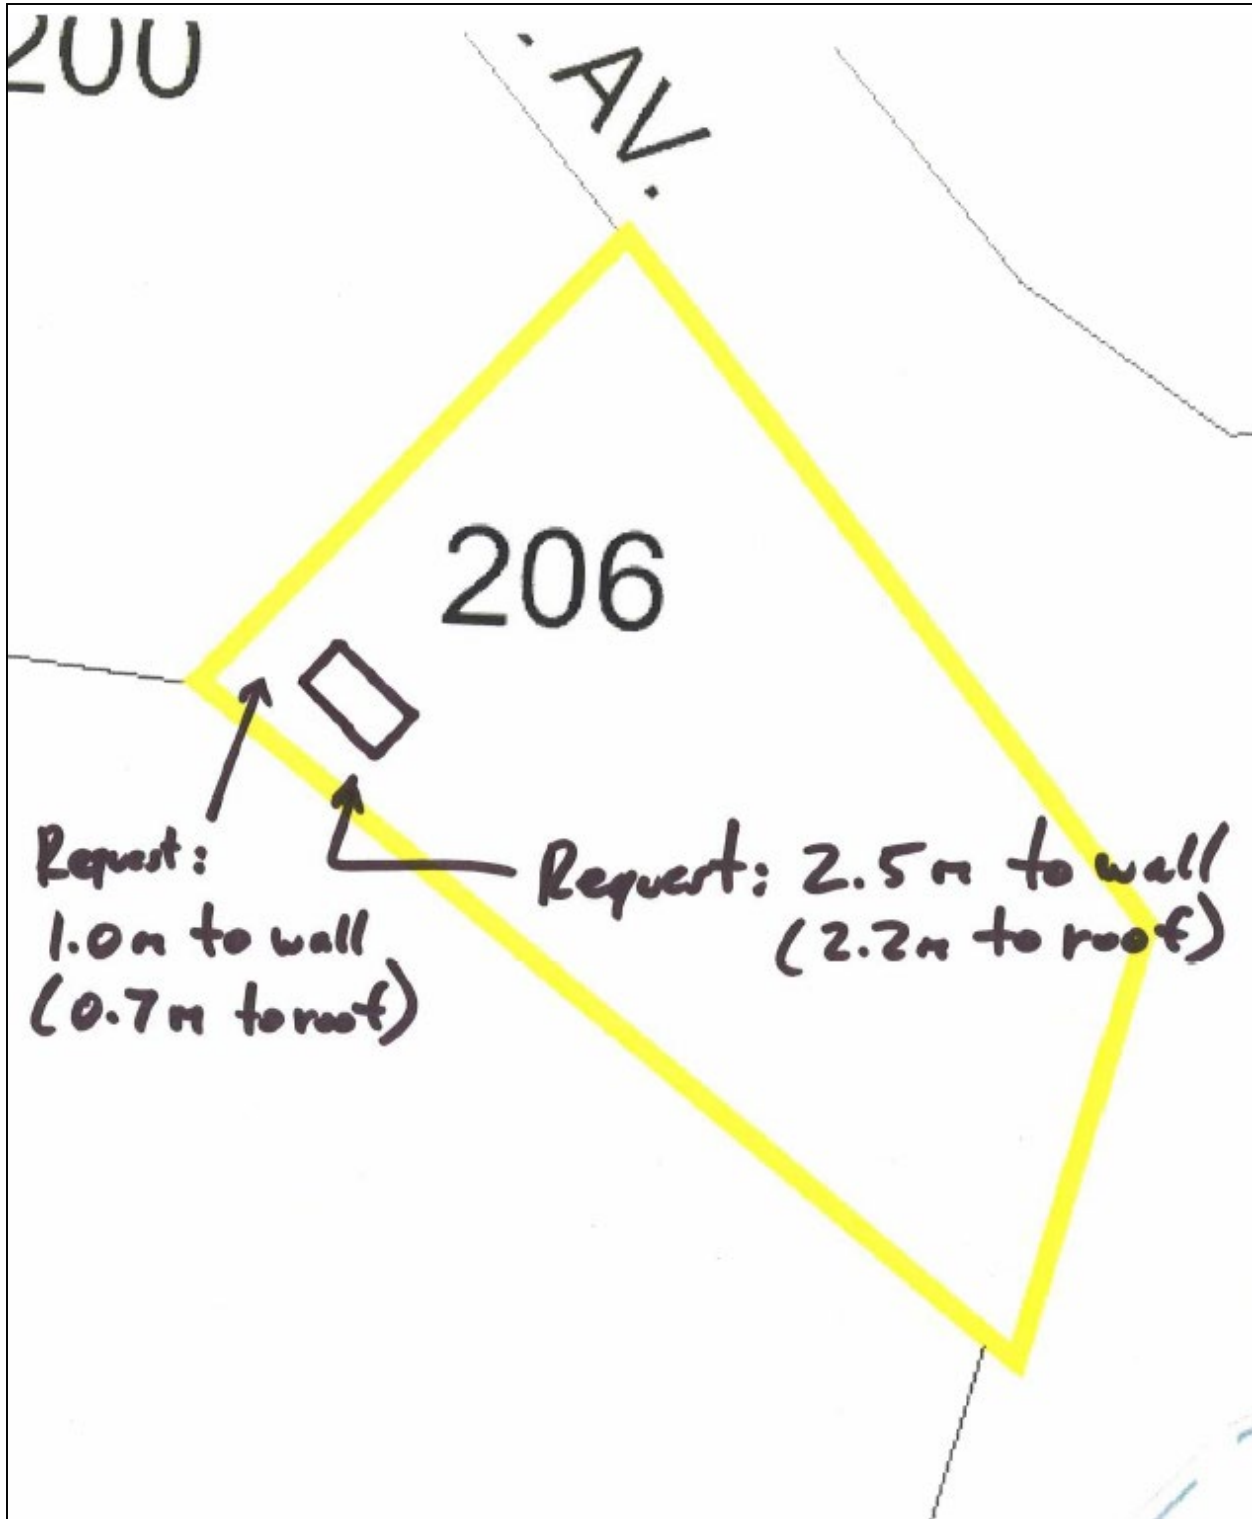 200
. AV.
206
Request:
1.0m to wall
(0.7m to roof)
Request: 2.5m to wall
(2.2m to roof)